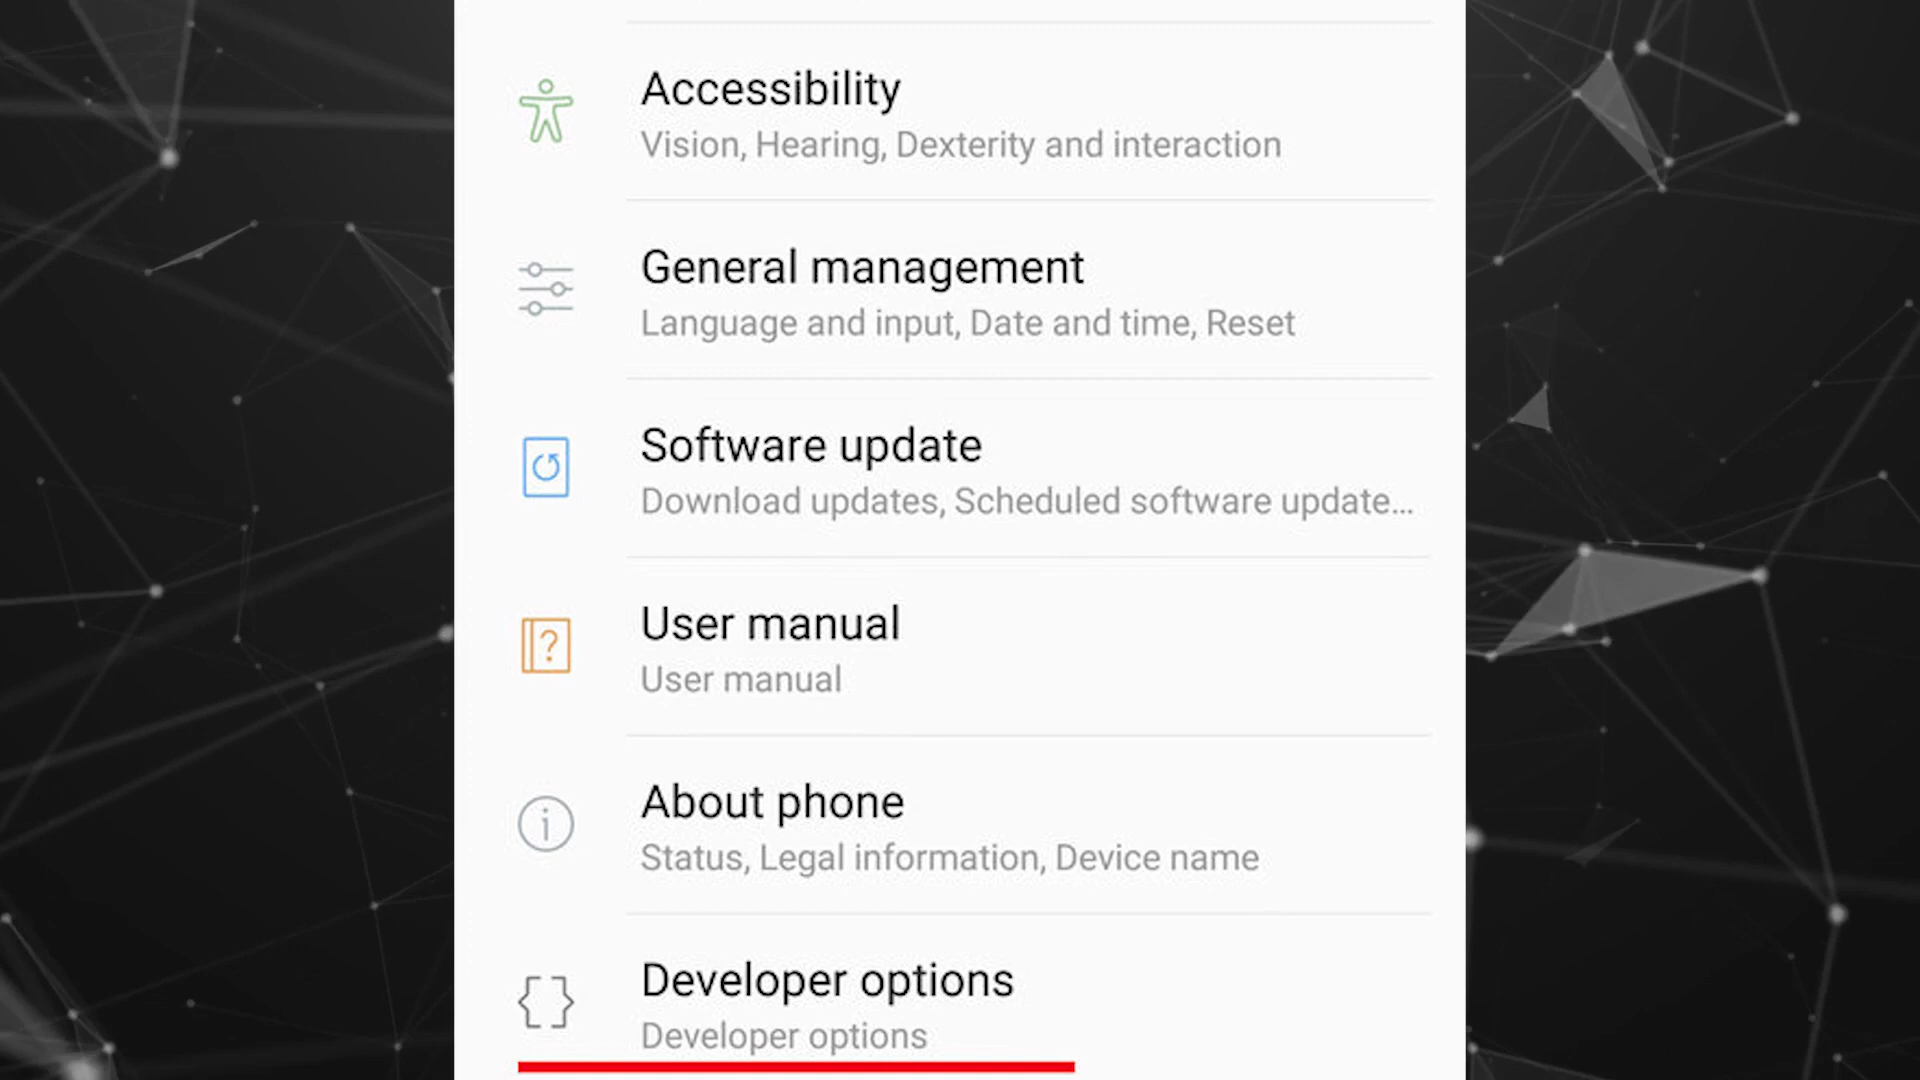 Accessibility
Vision, Hearing, Dexterity and interaction
General management
Language and input, Date and time, Reset
Software update
Download updates, Scheduled software update...
User manual
User manual
About phone
Status, Legal information, Device name
Developer options
Developer options